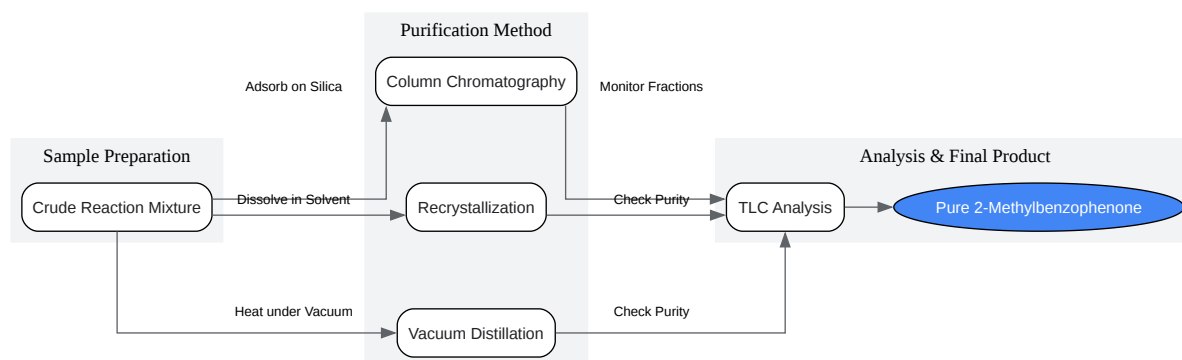 Purification Method
Adsorb on Silica
Column Chromatography
Monitor Fractions
Sample Preparation
Analysis & Final Product
Crude Reaction Mixture
Dissolve in Solvent
Recrystallization
Check Purity
TLC Analysis
Pure 2-Methylbenzophenone
Heat under Vacuum
Vacuum Distillation
Check Purity